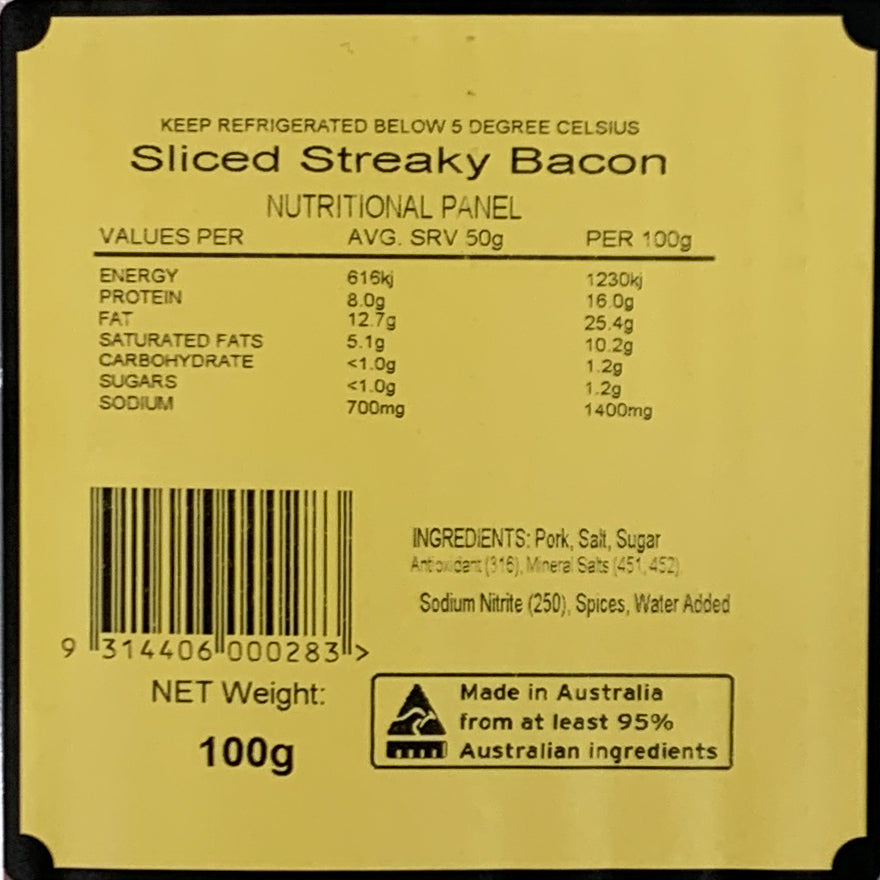 KEEP REFRIGERATED BELOW 5 DEGREE CELSIUS
Sliced Streaky Bacon
NUTRITIONAL PANEL
VALUES PER AVG. SRV 50g PER 100g
ENERGY 616kj 1230kj
PROTEIN 8.0g 16.0g
FAT 12.7g 25.4g
SATURATED FATS 5.1g 10.2g
CARBOHYDRATE <1.0g 1.2g
SUGARS <1.0g 1.2g
SODIUM 700mg 1400mg
INGREDIENTS: Pork, Salt, Sugar
Antioxidant (316), Mineral Salts (451, 452),
Sodium Nitrite (250), Spices, Water Added
9 314406 000283 >
NET Weight:
100g
Made in Australia
from at least 95%
Australian ingredients